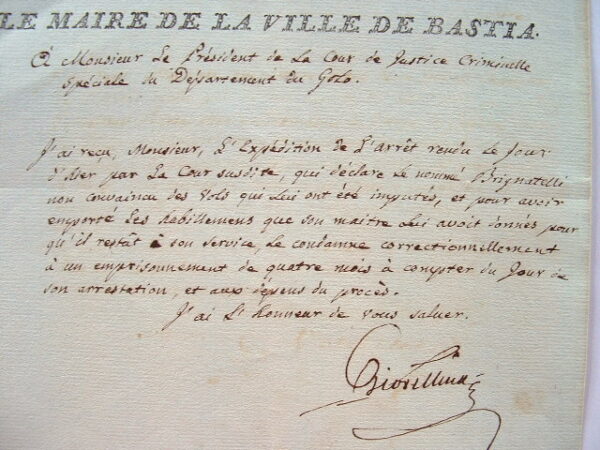 LE MAIRE DE LA VILLE DE BASTIA.
A Monsieur Le Président de La Cour de Justice Criminelle
Spéciale du Département du Golo.
J'ai reçu, Monsieur, L'Expédition de L'arrêt rendu le Jour
d'Hier par La Cour susdite, qui déclare Le nommé Brignatelli
non convaincu des Vols qui Lui ont été imputés, et pour avoir
emporté Les habillemens que son maitre Lui avoit donnés pour
qu'il restât à son service, Le condamne correctionnellement
à un emprisonnement de quatre mois à compter du Jour de
son arrestation, et aux dépens du procès.
J'ai L'honneur de Vous saluer.